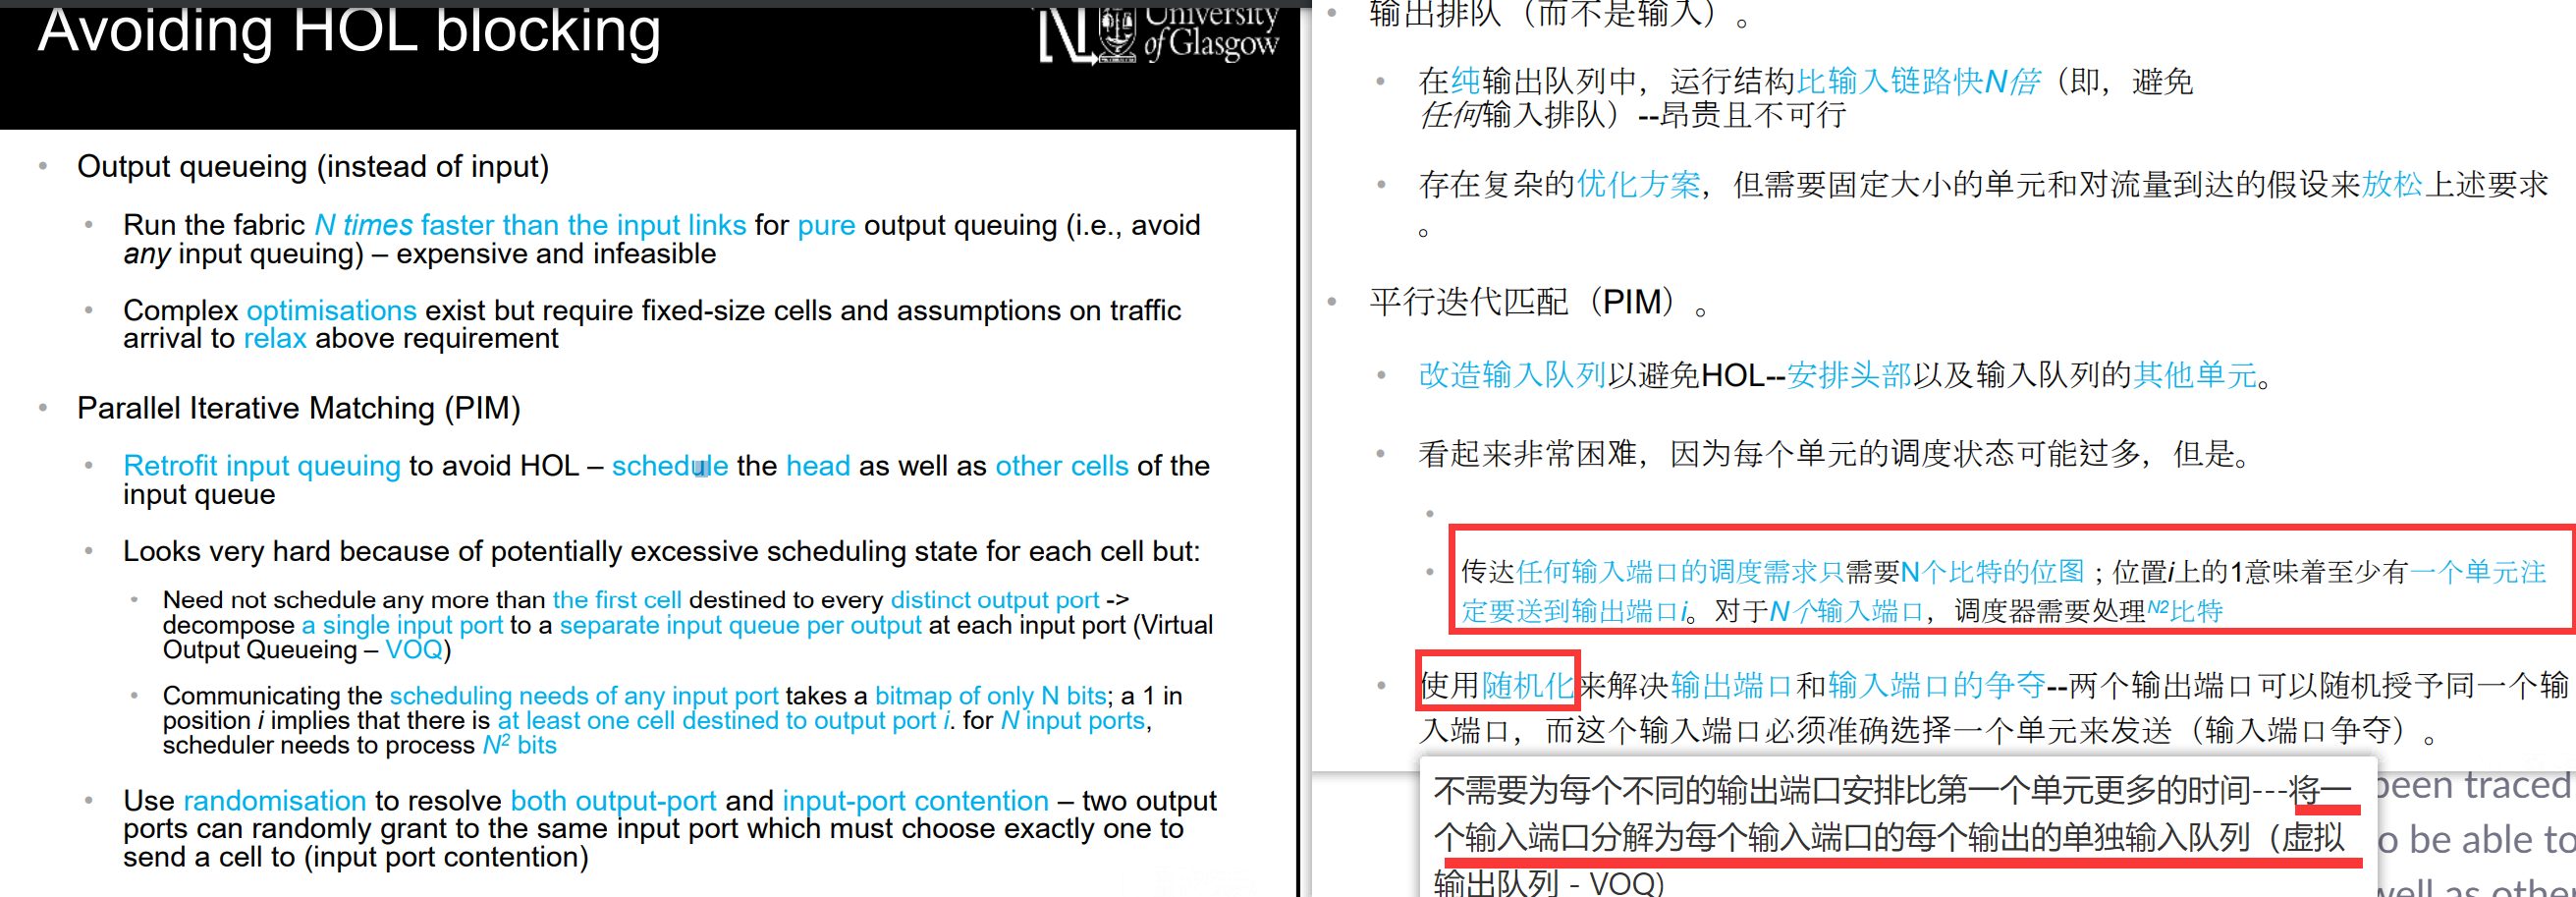 Avoiding HOL blocking
University
of Glasgow
• Output queueing (instead of input)
• Run the fabric N times faster than the input links for pure output queuing (i.e., avoid
any input queuing) – expensive and infeasible
• Complex optimisations exist but require fixed-size cells and assumptions on traffic
arrival to relax above requirement
• Parallel Iterative Matching (PIM)
• Retrofit input queuing to avoid HOL – schedule the head as well as other cells of the
input queue
• Looks very hard because of potentially excessive scheduling state for each cell but:
• Need not schedule any more than the first cell destined to every distinct output port ->
decompose a single input port to a separate input queue per output at each input port (Virtual
Output Queueing – VOQ)
• Communicating the scheduling needs of any input port takes a bitmap of only N bits; a 1 in
position i implies that there is at least one cell destined to output port i. for N input ports,
scheduler needs to process N² bits
• Use randomisation to resolve both output-port and input-port contention – two output
ports can randomly grant to the same input port which must choose exactly one to
send a cell to (input port contention)
• 输出排队（而不是输入）。
• 在纯输出队列中，运行结构比输入链路快N倍（即，避免
任何输入排队）--昂贵且不可行
• 存在复杂的优化方案，但需要固定大小的单元和对流量到达的假设来放松上述要求
。
• 平行迭代匹配（PIM）。
• 改造输入队列以避免HOL--安排头部以及输入队列的其他单元。
• 看起来非常困难，因为每个单元的调度状态可能过多，但是。
•
• 传达任何输入端口的调度需求只需要N个比特的位图；位置i上的1意味着至少有一个单元注
定要送到输出端口i。对于N个输入端口，调度器需要处理N2比特
• 使用随机化来解决输出端口和输入端口的争夺--两个输出端口可以随机授予同一个输
入端口，而这个输入端口必须准确选择一个单元来发送（输入端口争夺）。
不需要为每个不同的输出端口安排比第一个单元更多的时间---将一
个输入端口分解为每个输入端口的每个输出的单独输入队列（虚拟
输出队列 - VOQ)
been traced
o be able to
well as other